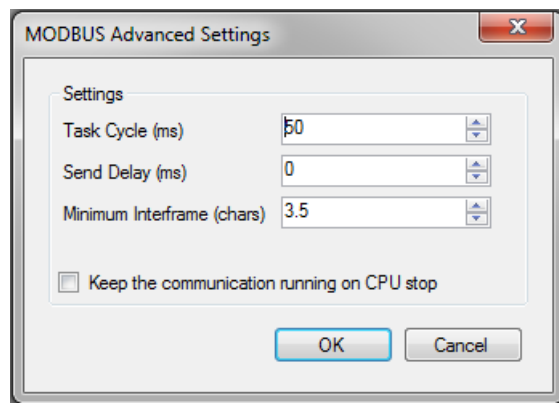 MODBUS Advanced Settings
Settings
Task Cycle (ms) 50
Send Delay (ms) 0
Minimum Interframe (chars) 3.5
Keep the communication running on CPU stop
OK Cancel